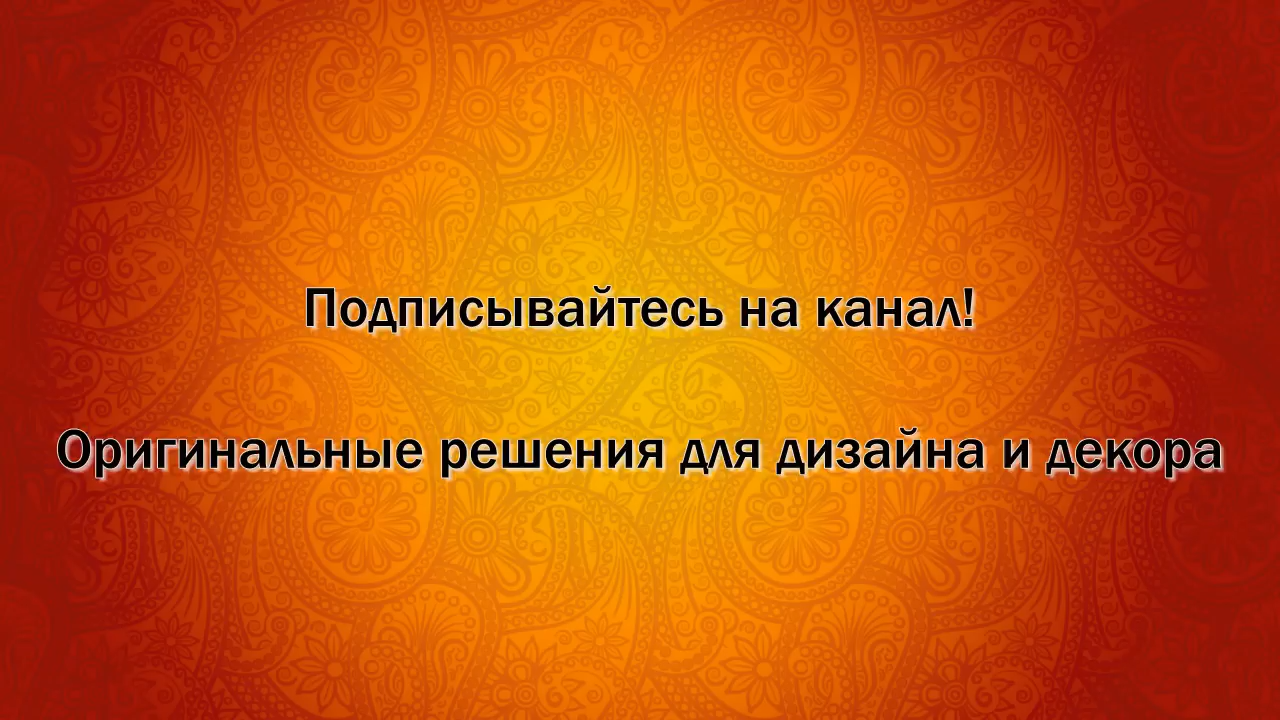 Подписывайтесь на канал!
Оригинальные решения для дизайна и декора